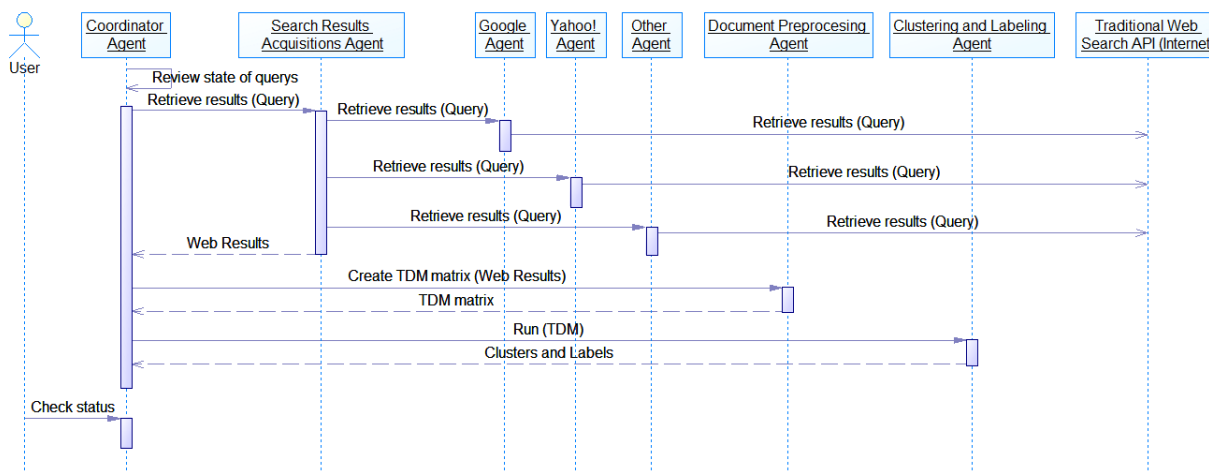 User
Coordinator
Agent
Search Results
Acquisitions Agent
Google
Agent
Yahoo!
Agent
Other
Agent
Document Preprocesing
Agent
Clustering and Labeling
Agent
Traditional Web
Search API (Internet
Review state of querys
Retrieve results (Query)
Retrieve results (Query)
Retrieve results (Query)
Retrieve results (Query)
Retrieve results (Query)
Retrieve results (Query)
Retrieve results (Query)
Web Results
Create TDM matrix (Web Results)
TDM matrix
Run (TDM)
Clusters and Labels
Check status